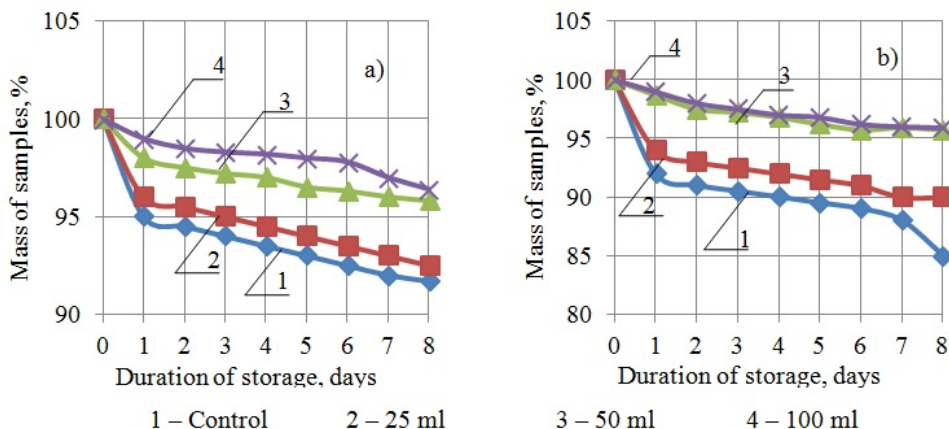 105
100
95
90
Mass of samples, %
a)
4
3
2
1
0 1 2 3 4 5 6 7 8
Duration of storage, days
105
100
95
90
85
80
Mass of samples, %
b)
4
3
2
1
0 1 2 3 4 5 6 7 8
Duration of storage, days
1 – Control 2 – 25 ml 3 – 50 ml 4 – 100 ml